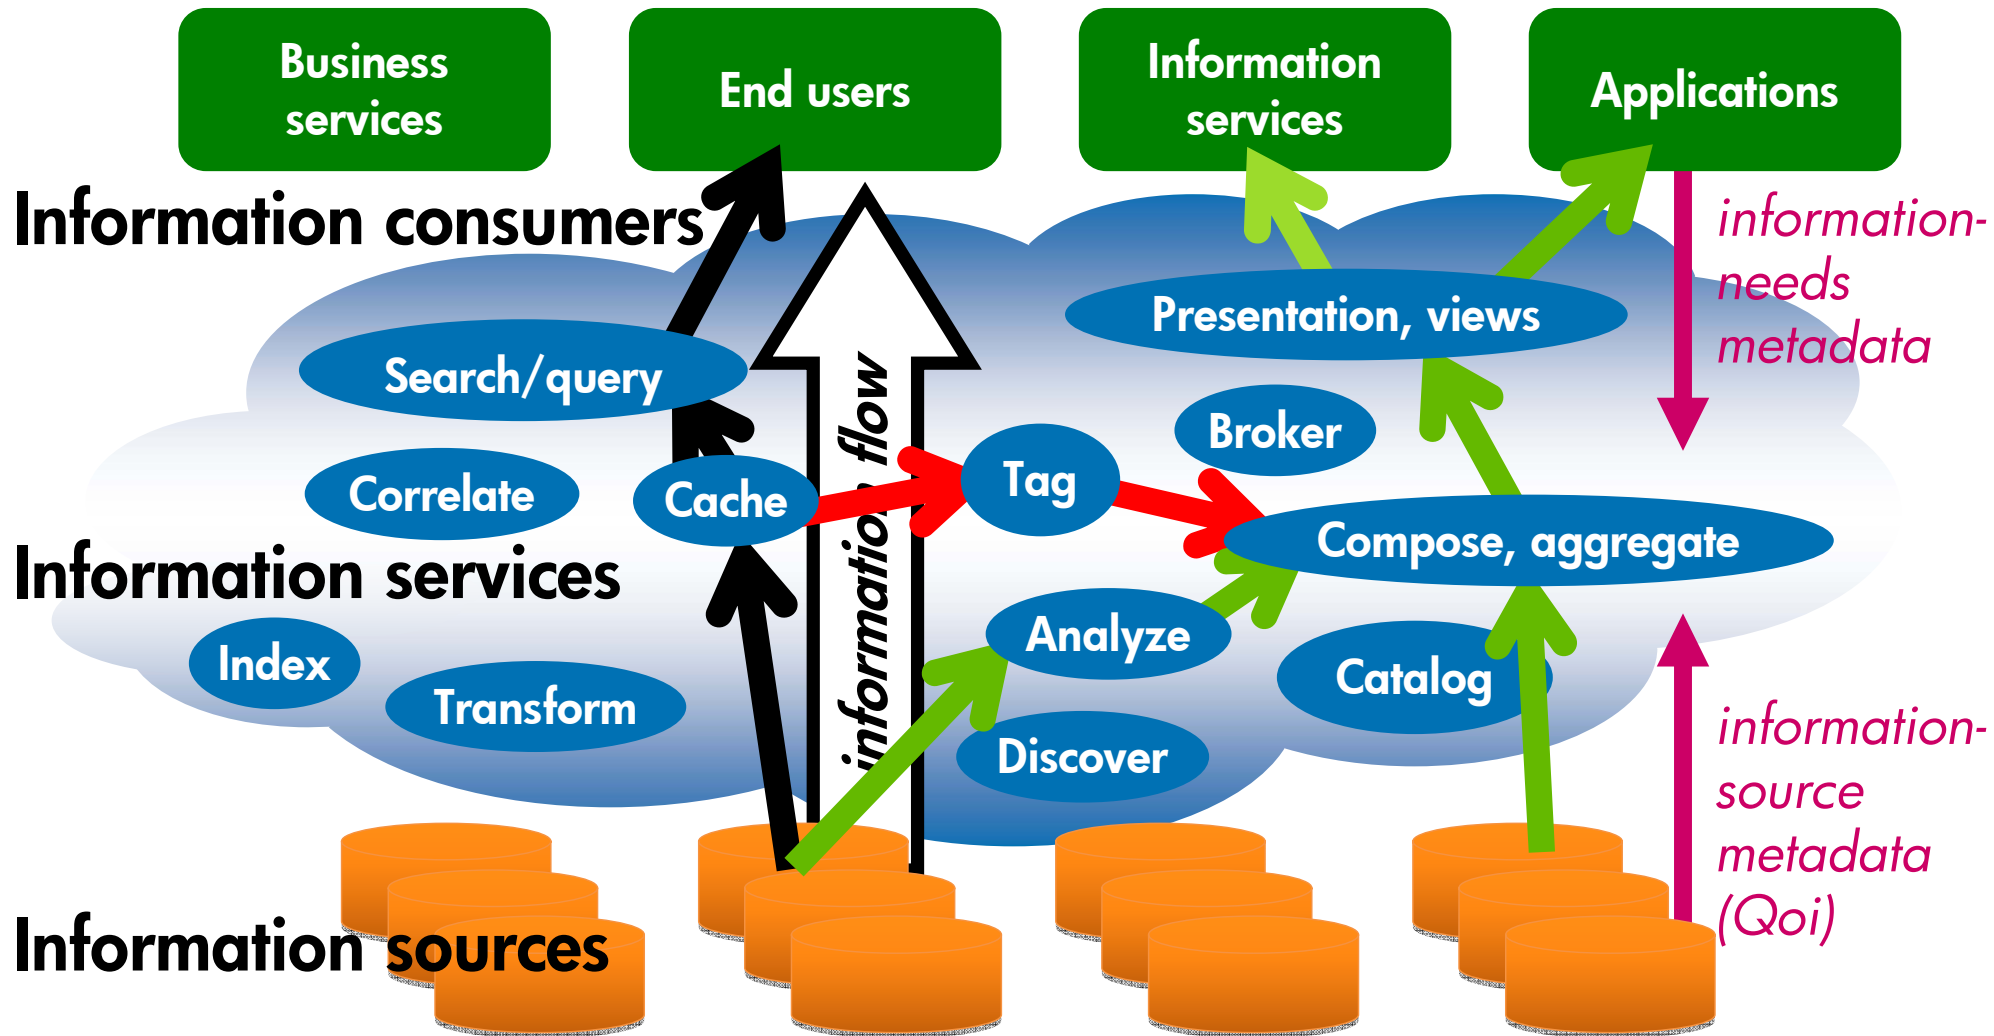 Business
services
End users
Information
services
Applications
Information consumers
information-
needs
metadata
Presentation, views
Search/query
information flow
Broker
Correlate
Cache
Tag
Compose, aggregate
Information services
Analyze
Index
Catalog
Transform
Discover
information-
source
metadata
(Qoi)
Information sources